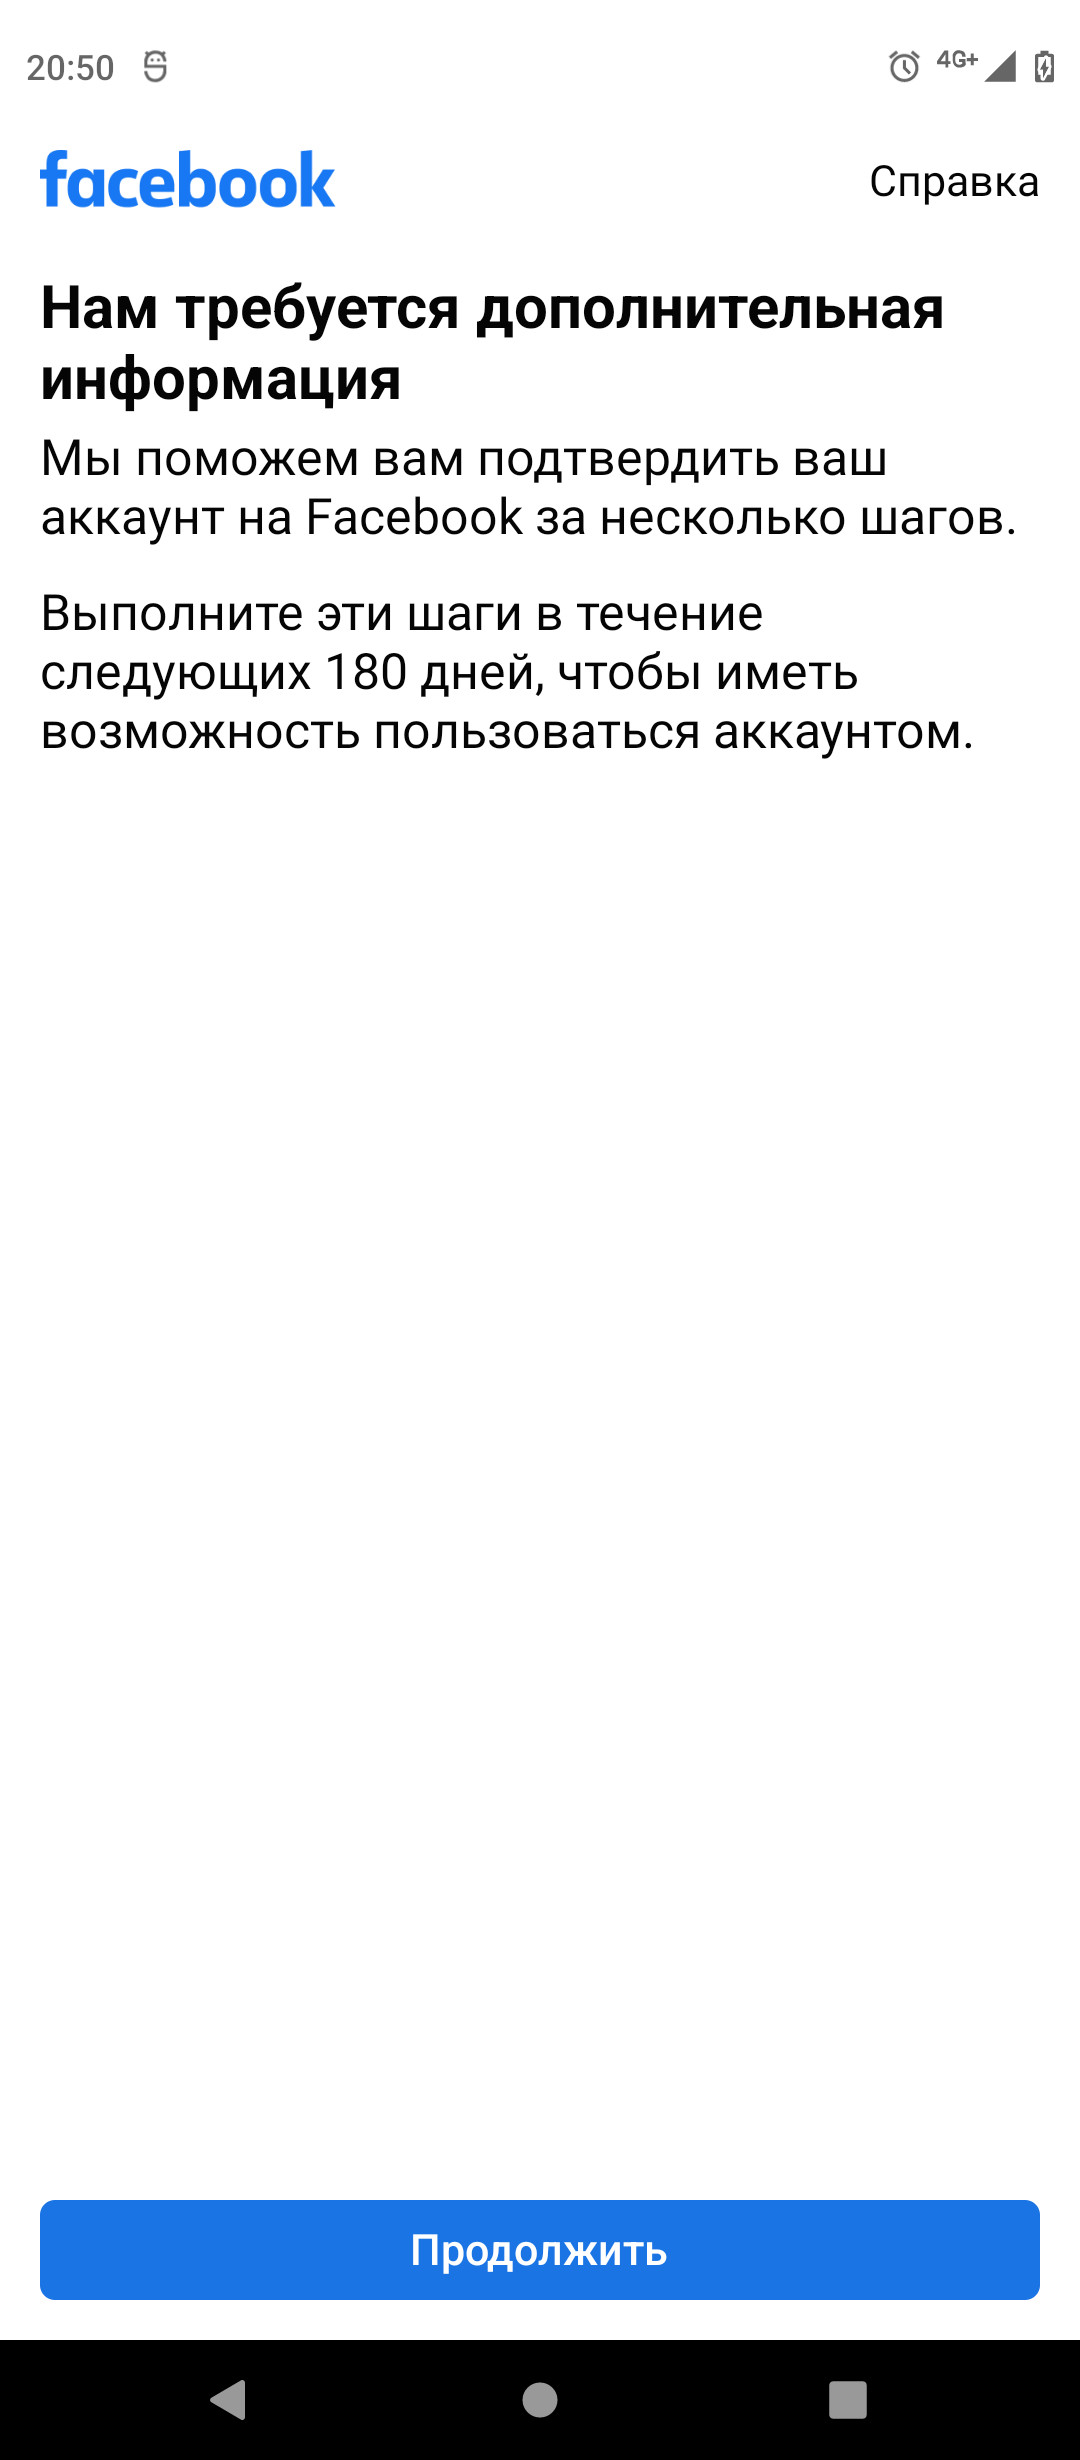 20:50
4G+
facebook
Справка
Нам требуется дополнительная
информация
Мы поможем вам подтвердить ваш
аккаунт на Facebook за несколько шагов.
Выполните эти шаги в течение
следующих 180 дней, чтобы иметь
возможность пользоваться аккаунтом.
Продолжить